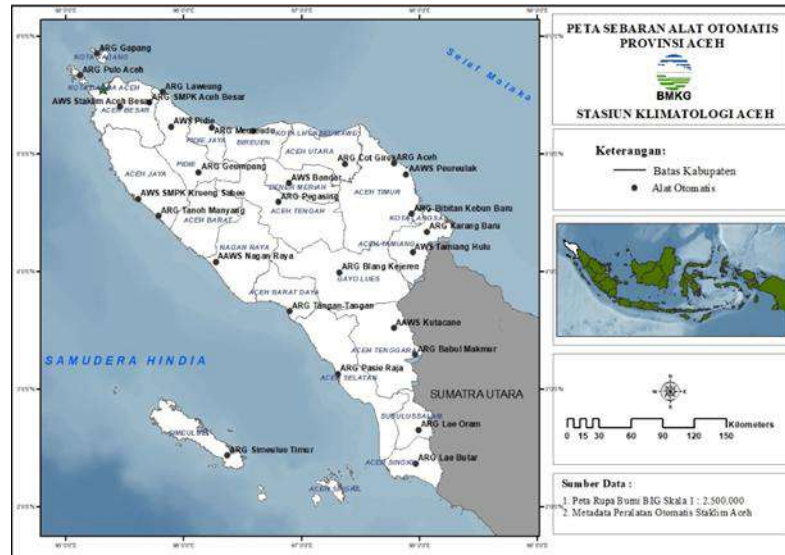 PETA SEBARAN ALAT OTOMATIS
PROVINSI ACEH
BMKG
STASIUN KLIMATOLOGI ACEH
Keterangan:
Batas Kabupaten
Alat Otomatis
Kilometers
0 15 30 60 90 120 150
Sumber Data :
1. Peta Rupa Bumi BIG Skala 1 : 2.500.000
2. Metadata Peralatan Otomatis Staklim Aceh
Selat Malaka
SAMUDERA HINDIA
SUMATRA UTARA
ARG Gapang
ARG Pulo Aceh
ARG Laweung
ARG SMPK Aceh Besar
AWS Staklim Aceh Besar
ACEH BESAR
AWS Pidie
PIDIE JAYA
BIREUEN
ACEH UTARA
ARG Cot Girek
ARG Aceh
AAWS Peureulak
PIDIE
ARG Geumpang
AWS Bandar
BENER MERIAH
ACEH TIMUR
ACEH JAYA
AWS SMPK Krueng Sabee
ARG Pegasing
ACEH TENGAH
ARG Tanoh Manyang
ACEH BARAT
ARG Bibitan Kebun Baru
ARG Karang Baru
NAGAN RAYA
ACEH TAMIANG
AWS Tamiang Hulu
AAWS Nagan Raya
ARG Blang Kejeren
GAYO LUES
ACEH BARAT DAYA
ARG Tangan-Tangan
AAWS Kutacane
ACEH TENGGARA
ARG Babul Makmur
ARG Pasie Raja
ACEH SELATAN
SUBULUSSALAM
ARG Lae Oram
SIMEULUE
ARG Simeulue Timur
ARG Lae Butar
ACEH SINGKIL
ACEH SINGKIL